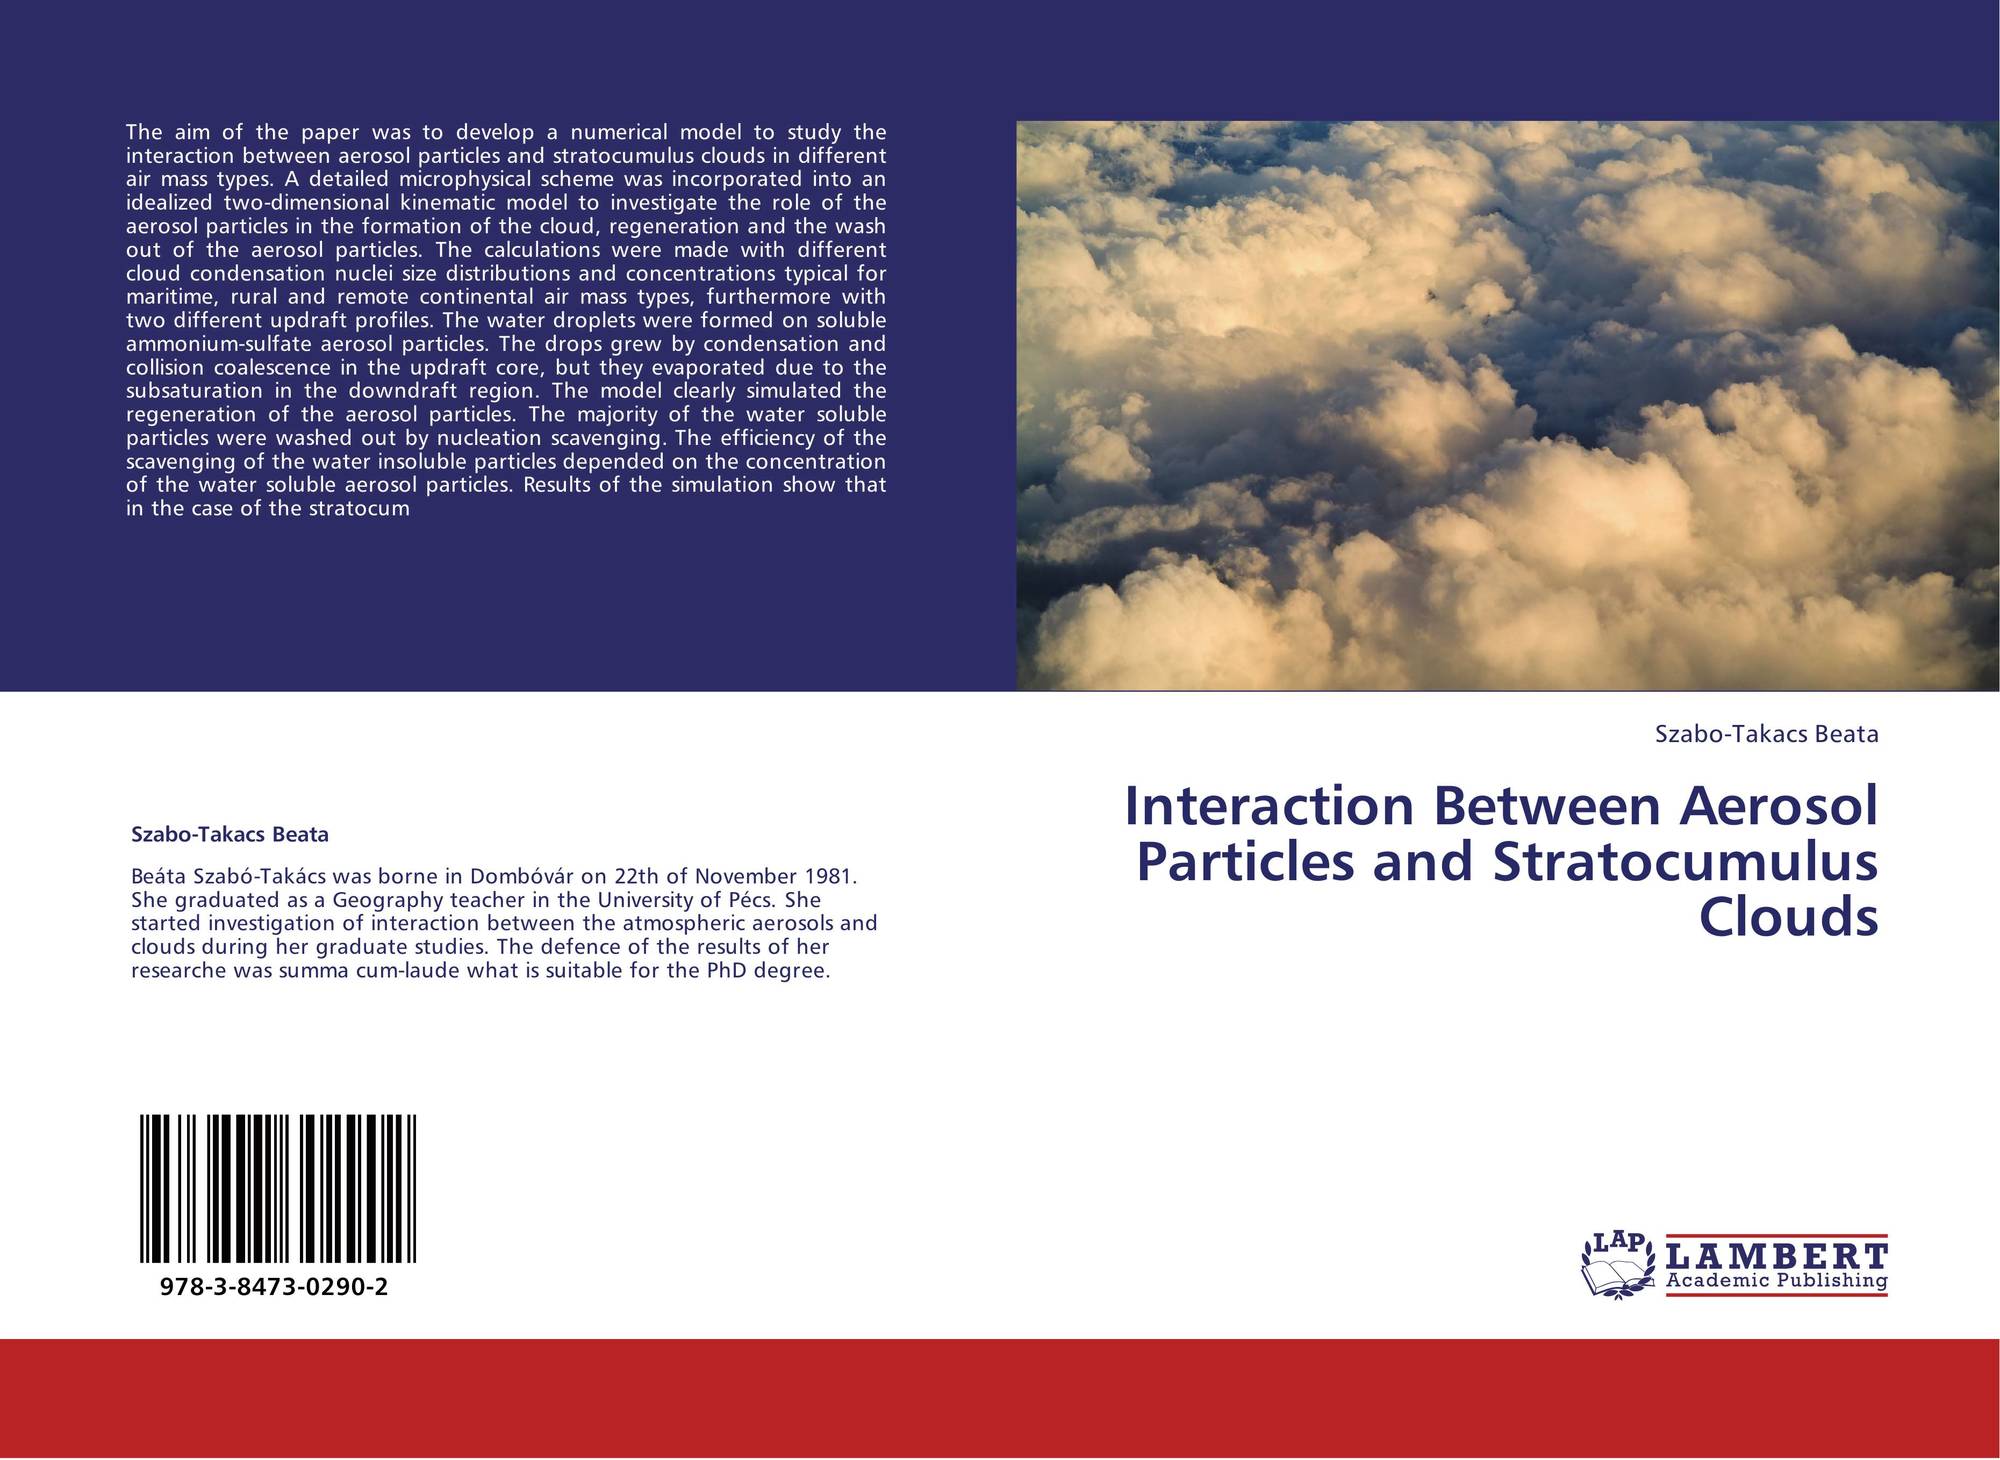 The aim of the paper was to develop a numerical model to study the
interaction between aerosol particles and stratocumulus clouds in different
air mass types. A detailed microphysical scheme was incorporated into an
idealized two-dimensional kinematic model to investigate the role of the
aerosol particles in the formation of the cloud, regeneration and the wash
out of the aerosol particles. The calculations were made with different
cloud condensation nuclei size distributions and concentrations typical for
maritime, rural and remote continental air mass types, furthermore with
two different updraft profiles. The water droplets were formed on soluble
ammonium-sulfate aerosol particles. The drops grew by condensation and
collision coalescence in the updraft core, but they evaporated due to the
subsaturation in the downdraft region. The model clearly simulated the
regeneration of the aerosol particles. The majority of the water soluble
particles were washed out by nucleation scavenging. The efficiency of the
scavenging of the water insoluble particles depended on the concentration
of the water soluble aerosol particles. Results of the simulation show that
in the case of the stratocum
Szabo-Takacs Beata
Beáta Szabó-Takács was borne in Dombóvár on 22th of November 1981.
She graduated as a Geography teacher in the University of Pécs. She
started investigation of interaction between the atmospheric aerosols and
clouds during her graduate studies. The defence of the results of her
researche was summa cum-laude what is suitable for the PhD degree.
978-3-8473-0290-2
Szabo-Takacs Beata
Interaction Between Aerosol
Particles and Stratocumulus
Clouds
LAP
LAMBERT
Academic Publishing